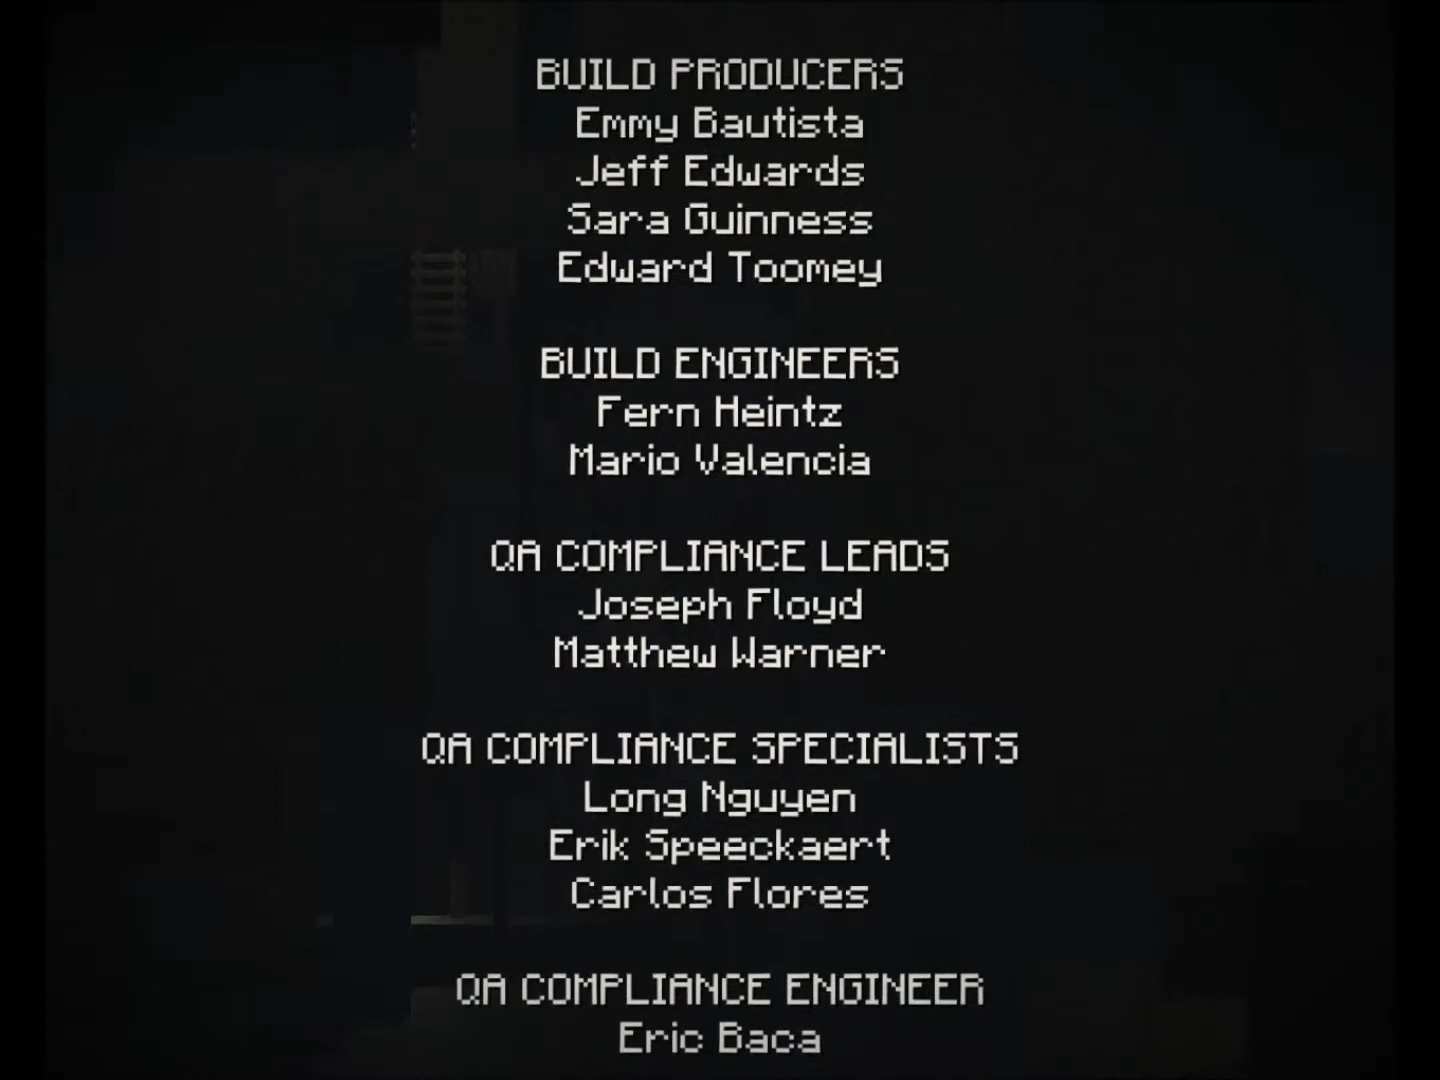 BUILD PRODUCERS
Emmy Bautista
Jeff Edwards
Sara Guinness
Edward Toomey
BUILD ENGINEERS
Fern Heintz
Mario Valencia
QA COMPLIANCE LEADS
Joseph Floyd
Matthew Warner
QA COMPLIANCE SPECIALISTS
Long Nguyen
Erik Speeckaert
Carlos Flores
QA COMPLIANCE ENGINEER
Eric Baca